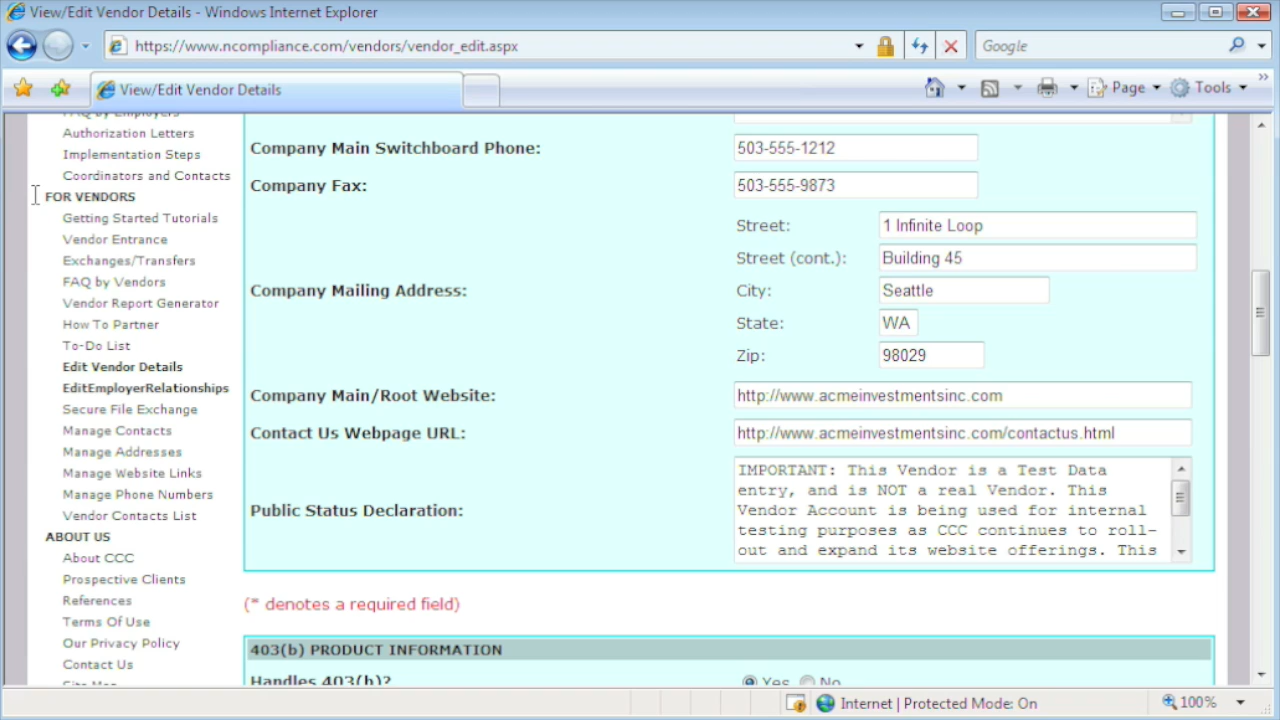 View/Edit Vendor Details - Windows Internet Explorer
https://www.ncompliance.com/vendors/vendor_edit.aspx
Google
View/Edit Vendor Details
Page
Tools
FAQ by Employers
Authorization Letters
Implementation Steps
Coordinators and Contacts
FOR VENDORS
Getting Started Tutorials
Vendor Entrance
Exchanges/Transfers
FAQ by Vendors
Vendor Report Generator
How To Partner
To-Do List
Edit Vendor Details
EditEmployerRelationships
Secure File Exchange
Manage Contacts
Manage Addresses
Manage Website Links
Manage Phone Numbers
Vendor Contacts List
ABOUT US
About CCC
Prospective Clients
References
Terms Of Use
Our Privacy Policy
Contact Us
Site Map
Company Main Switchboard Phone: 503-555-1212
Company Fax: 503-555-9873
Company Mailing Address:
Street: 1 Infinite Loop
Street (cont.): Building 45
City: Seattle
State: WA
Zip: 98029
Company Main/Root Website: http://www.acmeinvestmentsinc.com
Contact Us Webpage URL: http://www.acmeinvestmentsinc.com/contactus.html
Public Status Declaration:
IMPORTANT: This Vendor is a Test Data
entry, and is NOT a real Vendor. This
Vendor Account is being used for internal
testing purposes as CCC continues to roll-
out and expand its website offerings. This
(* denotes a required field)
403(b) PRODUCT INFORMATION
Handles 403(b)? Yes No
Internet | Protected Mode: On
100%